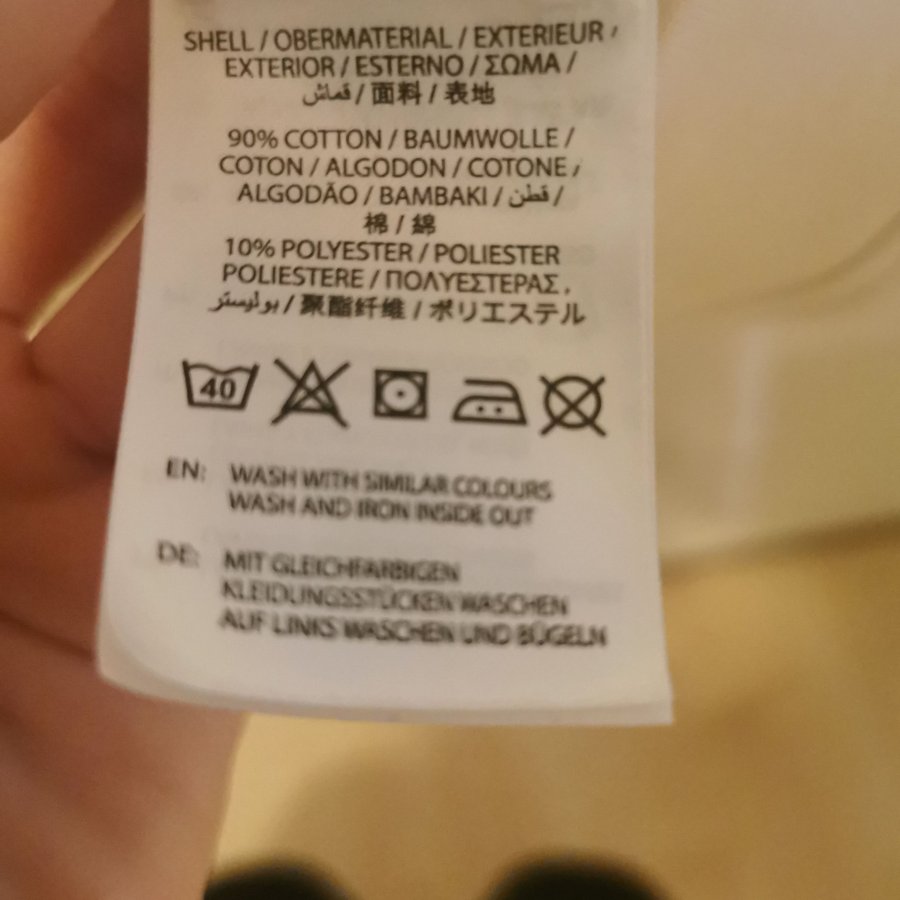 SHELL / OBERMATERIAL / EXTERIEUR /
EXTERIOR / ESTERNO / ΣΩΜΑ /
قماش / 面料 / 表地
90% COTTON / BAUMWOLLE /
COTON / ALGODON / COTONE /
ALGODÃO / BAMBAKI / قطن /
棉 / 綿
10% POLYESTER / POLIESTER
POLIESTERE / ΠΟΛΥΕΣΤΕΡΑΣ ,
بوليستر / 聚酯纤维 / ポリエステル
40
EN: WASH WITH SIMILAR COLOURS
WASH AND IRON INSIDE OUT
DE: MIT GLEICHFARBIGEN
KLEIDUNGSSTÜCKEN WASCHEN
AUF LINKS WASCHEN UND BÜGELN